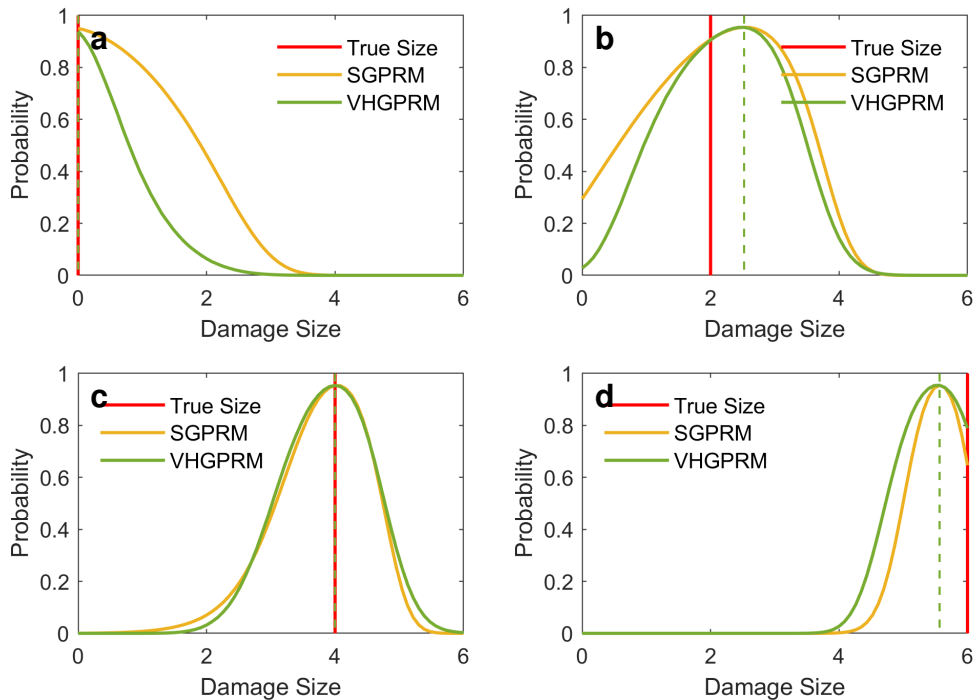 a
1
0.8
0.6
0.4
0.2
0
Probability
True Size
SGPRM
VHGPRM
0 2 4 6
Damage Size
b
1
0.8
0.6
0.4
0.2
0
Probability
True Size
SGPRM
VHGPRM
0 2 4 6
Damage Size
c
1
0.8
0.6
0.4
0.2
0
Probability
True Size
SGPRM
VHGPRM
0 2 4 6
Damage Size
d
1
0.8
0.6
0.4
0.2
0
Probability
True Size
SGPRM
VHGPRM
0 2 4 6
Damage Size